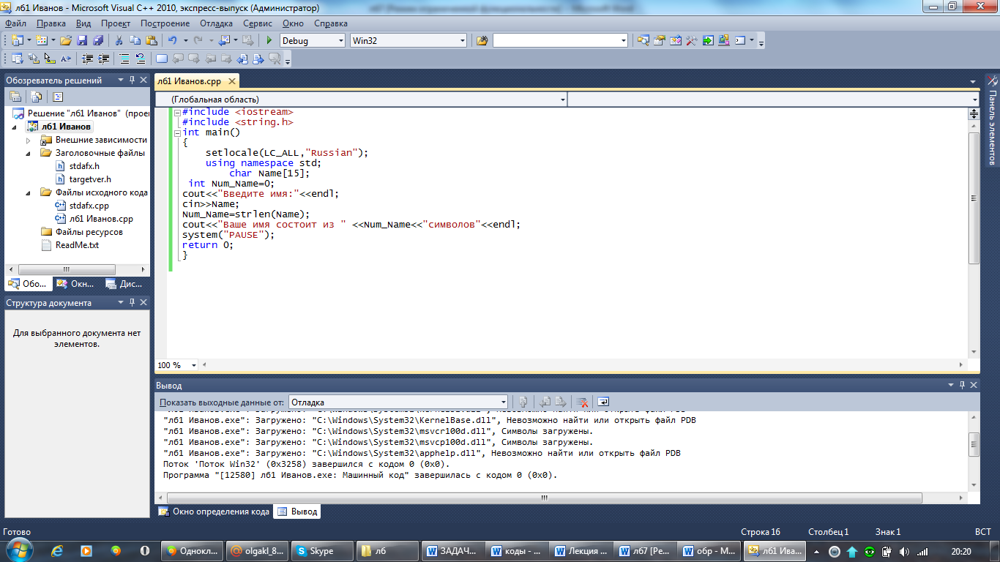 лб1 Иванов - Microsoft Visual C++ 2010, экспресс-выпуск (Администратор)
Файл Правка Вид Проект Построение Отладка Сервис Окно Справка
Debug Win32
Обозреватель решений
Решение "лб1 Иванов" (прое
лб1 Иванов
Внешние зависимости
Заголовочные файлы
stdafx.h
targetver.h
Файлы исходного кода
stdafx.cpp
лб1 Иванов.cpp
Файлы ресурсов
ReadMe.txt
Обо... Окн... Дис...
Структура документа
Для выбранного документа нет
элементов.
лб1 Иванов.cpp
(Глобальная область)
#include <iostream>
#include <string.h>
int main()
{
setlocale(LC_ALL,"Russian");
using namespace std;
char Name[15];
int Num_Name=0;
cout<<"Введите имя:"<<endl;
cin>>Name;
Num_Name=strlen(Name);
cout<<"Ваше имя состоит из " <<Num_Name<<"символов"<<endl;
system("PAUSE");
return 0;
}
100 %
Панель элементов
Вывод
Показать выходные данные от: Отладка
"лб1 Иванов.exe": Загружено: "C:\Windows\System32\KernelBase.dll", Невозможно найти или открыть файл PDB
"лб1 Иванов.exe": Загружено: "C:\Windows\System32\msvcr100d.dll", Символы загружены.
"лб1 Иванов.exe": Загружено: "C:\Windows\System32\msvcp100d.dll", Символы загружены.
"лб1 Иванов.exe": Загружено: "C:\Windows\System32\apphelp.dll", Невозможно найти или открыть файл PDB
Поток 'Поток Win32' (0x3258) завершился с кодом 0 (0x0).
Программа "[12580] лб1 Иванов.exe: Машинный код" завершилась с кодом 0 (0x0).
Окно определения кода Вывод
Готово Строка 16 Столбец 1 Знак 1 ВСТ
Однокл... olgakl_8... Skype лб ЗАДАЧ... коды - ... Лекция ... лб7 [Ре... обр - M... лб1 Ива... 20:20